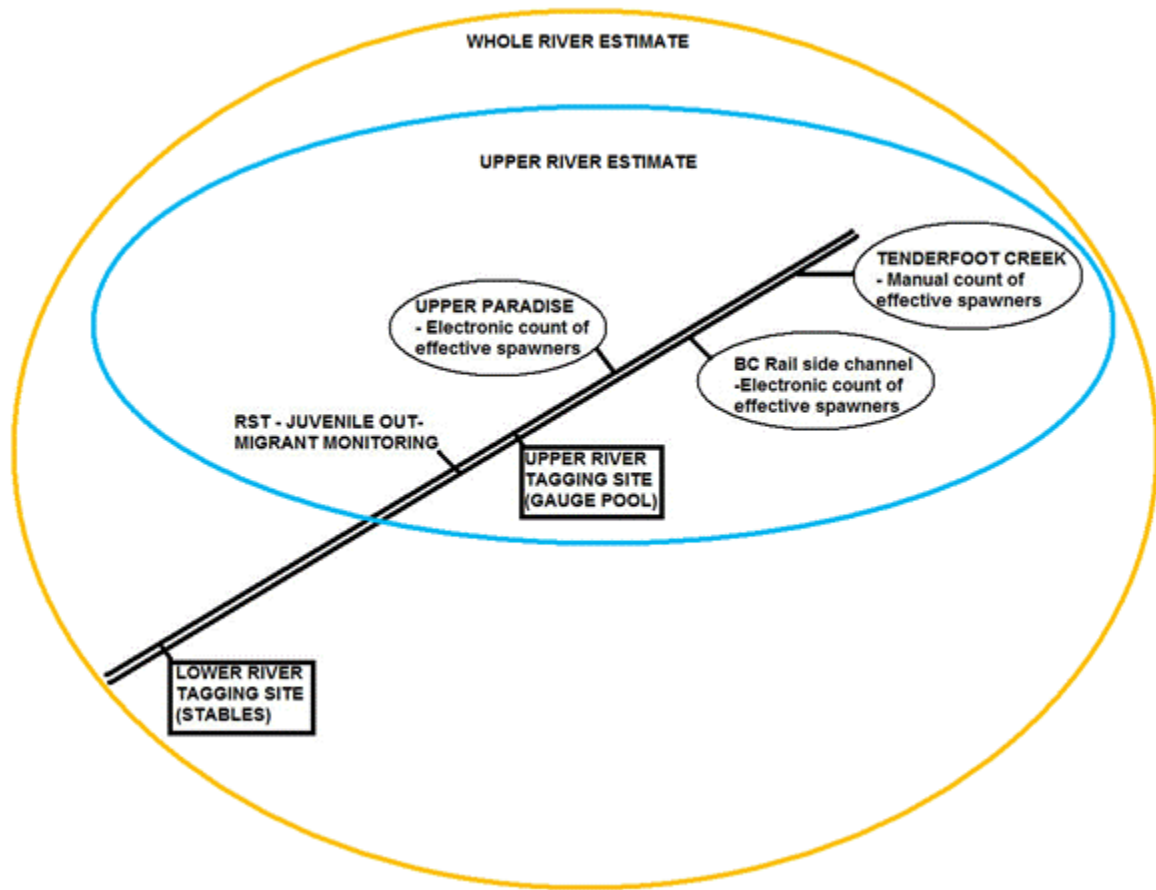 WHOLE RIVER ESTIMATE
UPPER RIVER ESTIMATE
TENDERFOOT CREEK
- Manual count of
effective spawners
UPPER PARADISE
- Electronic count of
effective spawners
BC Rail side channel
-Electronic count of
effective spawners
RST - JUVENILE OUT-
MIGRANT MONITORING
UPPER RIVER
TAGGING SITE
(GAUGE POOL)
LOWER RIVER
TAGGING SITE
(STABLES)